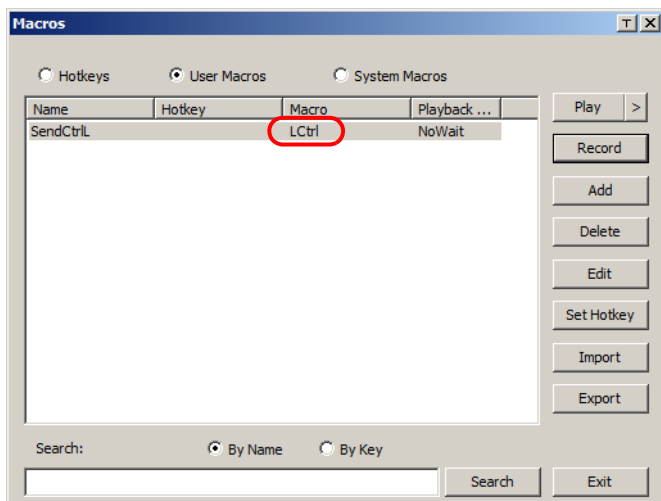 Macros
Hotkeys User Macros System Macros
Name Hotkey Macro Playback ...
SendCtrlL LCtrl NoWait
Play >
Record
Add
Delete
Edit
Set Hotkey
Import
Export
Search: By Name By Key
Search Exit